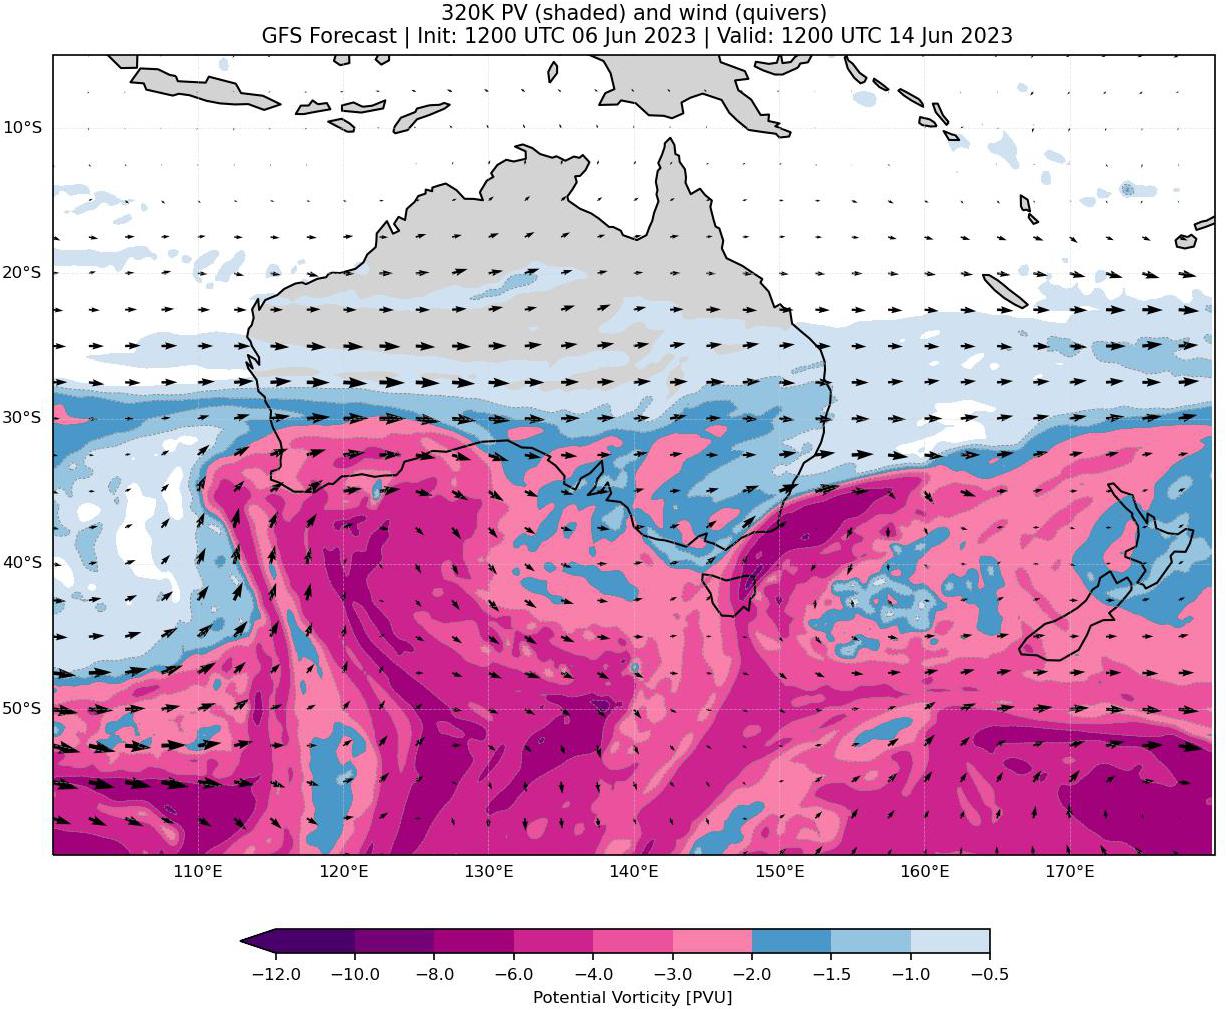 320K PV (shaded) and wind (quivers)
GFS Forecast | Init: 1200 UTC 06 Jun 2023 | Valid: 1200 UTC 14 Jun 2023
10°S
20°S
30°S
40°S
50°S
110°E 120°E 130°E 140°E 150°E 160°E 170°E
−12.0 −10.0 −8.0 −6.0 −4.0 −3.0 −2.0 −1.5 −1.0 −0.5
Potential Vorticity [PVU]